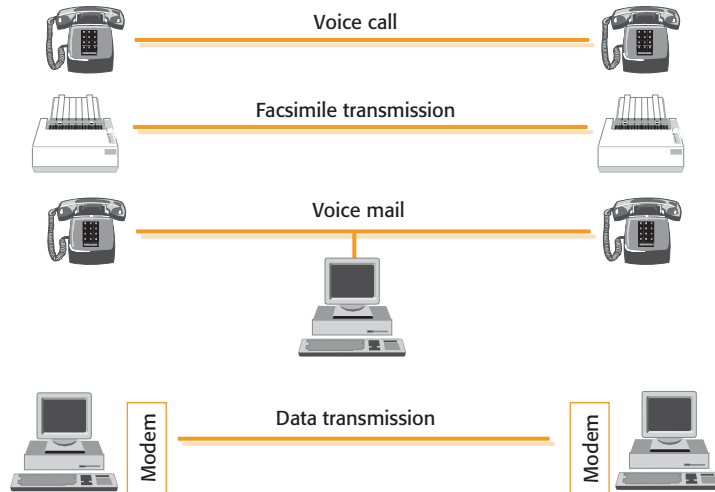 Voice call
Facsimile transmission
Voice mail
Data transmission
Modem
Modem